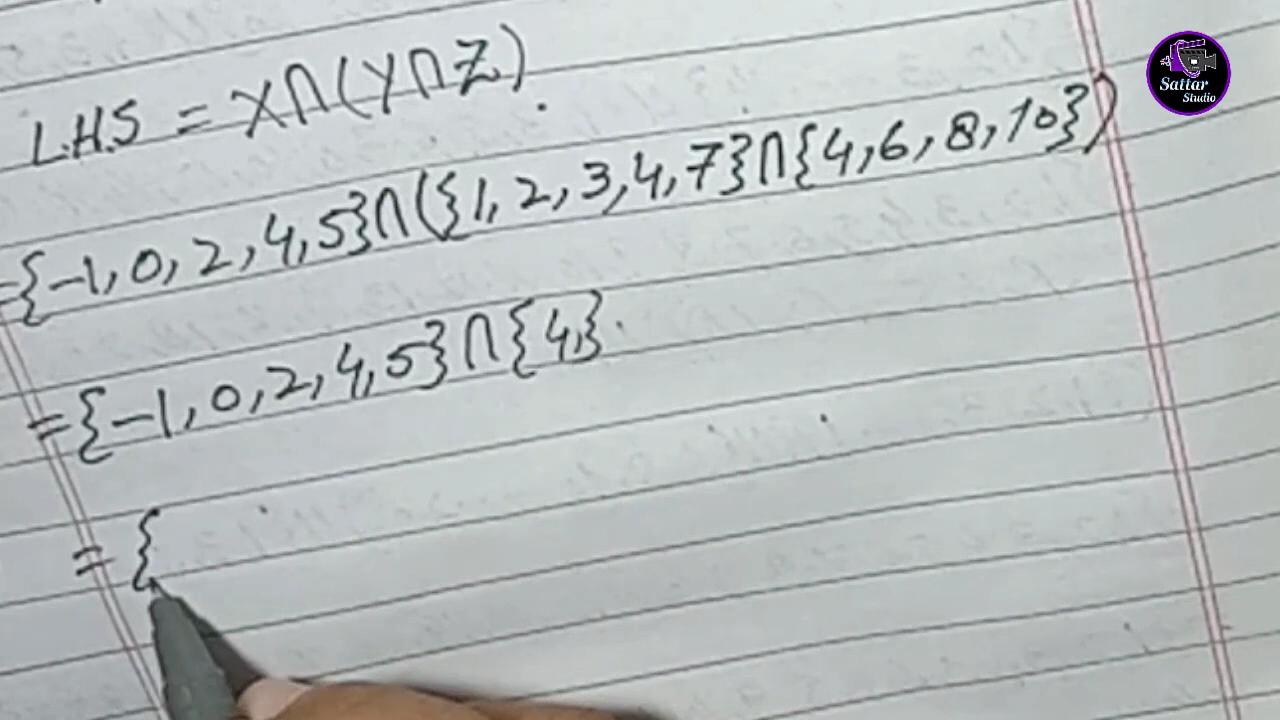 L.H.S = X∩(Y∩Z).
={-1, 0, 2, 4, 5}∩({1, 2, 3, 4, 7}∩{4, 6, 8, 10})
={-1, 0, 2, 4, 5}∩{4,}.
= {
Sattar
Studio